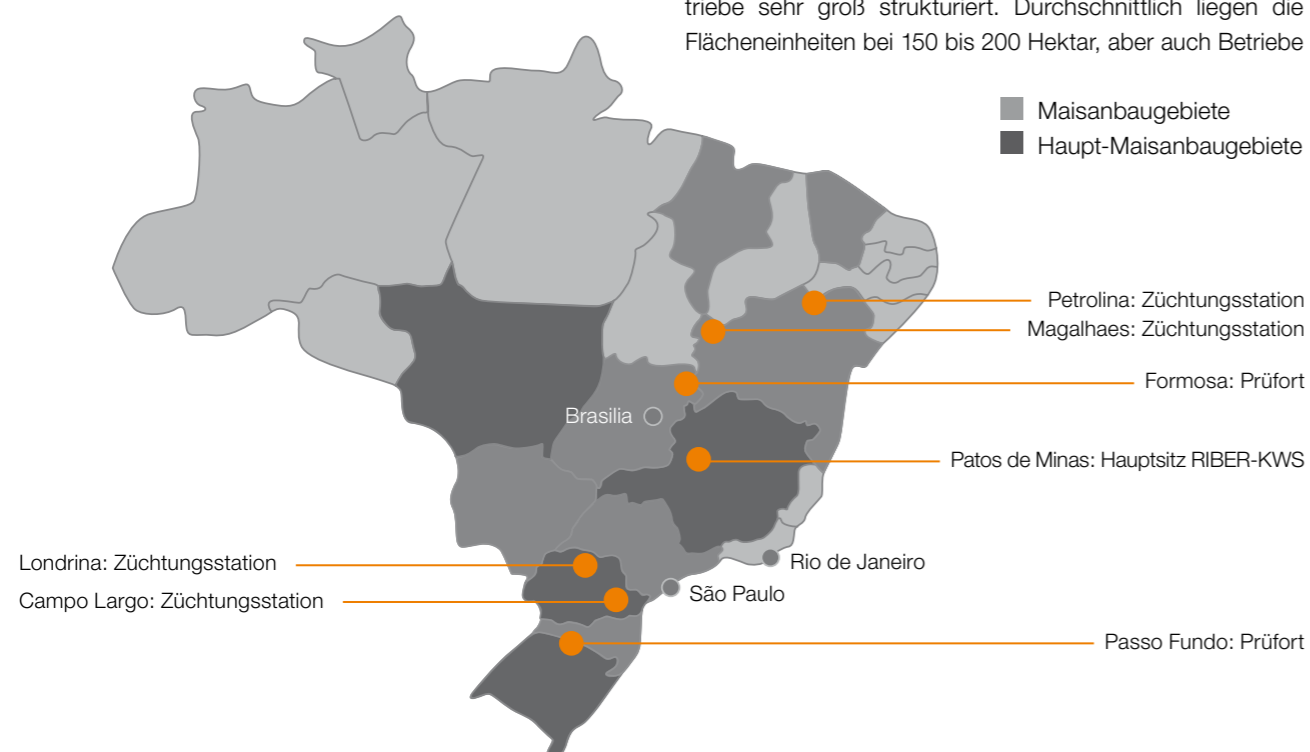 triebe sehr groß strukturiert. Durchschnittlich liegen die
Flächeneinheiten bei 150 bis 200 Hektar, aber auch Betriebe
Maisanbaugebiete
Haupt-Maisanbaugebiete
Petrolina: Züchtungsstation
Magalhaes: Züchtungsstation
Formosa: Prüfort
Brasilia
Patos de Minas: Hauptsitz RIBER-KWS
Londrina: Züchtungsstation
Rio de Janeiro
Campo Largo: Züchtungsstation
São Paulo
Passo Fundo: Prüfort